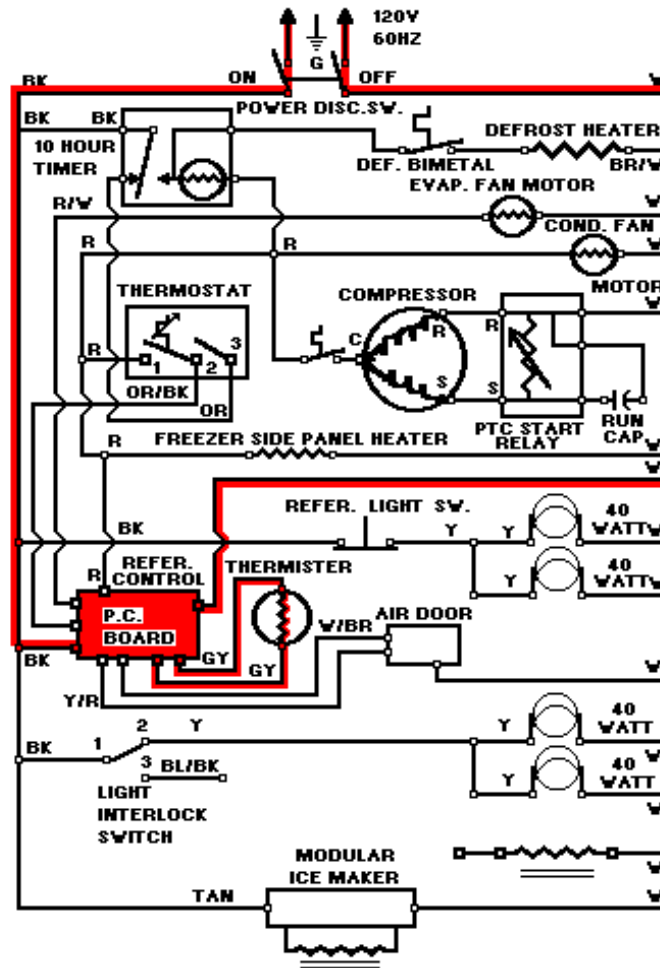 120V
60HZ
G
BK
ON
OFF
W
POWER DISC.SW.
BK
BK
10 HOUR
TIMER
DEFROST HEATER
DEF. BIMETAL
BR/W
EVAP. FAN MOTOR
R/W
W
COND. FAN
R
R
W
MOTOR
THERMOSTAT
COMPRESSOR
W
R
R
3
C
R
1
2
OR/BK
S
S
OR
PTC START
RELAY
RUN
CAP
W
R
FREEZER SIDE PANEL HEATER
W
REFER. LIGHT SW.
40
WATT
W
BK
Y
Y
40
WATT
W
Y
REFER.
CONTROL
THERMISTER
R
P.C.
BOARD
W/BR
AIR DOOR
GY
GY
BK
W
Y/R
40
WATT
2
Y
Y
W
BK
1
40
WATT
3
BL/BK
Y
W
LIGHT
INTERLOCK
SWITCH
MODULAR
ICE MAKER
W
TAN
W